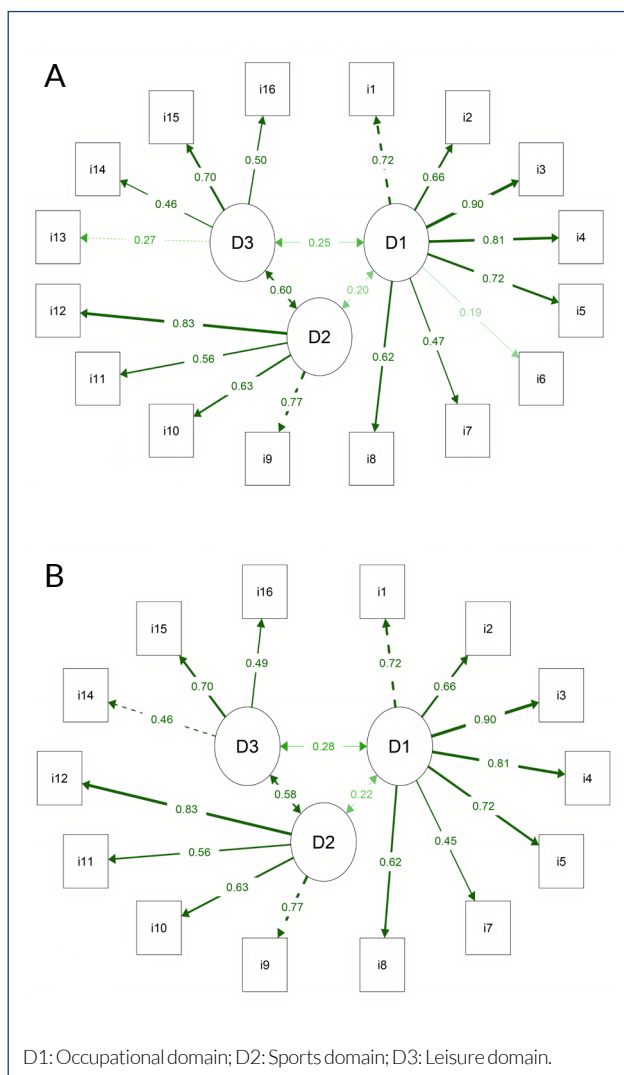 A
i16
i1
i15
i2
i14
i3
i13
i4
i12
i5
i11
i6
i10
i7
i9
i8
D3
D1
D2
0.50
0.72
0.70
0.66
0.46
0.90
0.27
0.25
0.81
0.60
0.20
0.72
0.19
0.83
0.56
0.63
0.77
0.62
0.47
B
i16
i1
i15
i2
i14
i3
i12
i4
i11
i5
i10
i7
i9
i8
D3
D1
D2
0.49
0.72
0.70
0.66
0.46
0.90
0.28
0.81
0.58
0.22
0.72
0.83
0.56
0.63
0.77
0.62
0.45
D1: Occupational domain; D2: Sports domain; D3: Leisure domain.